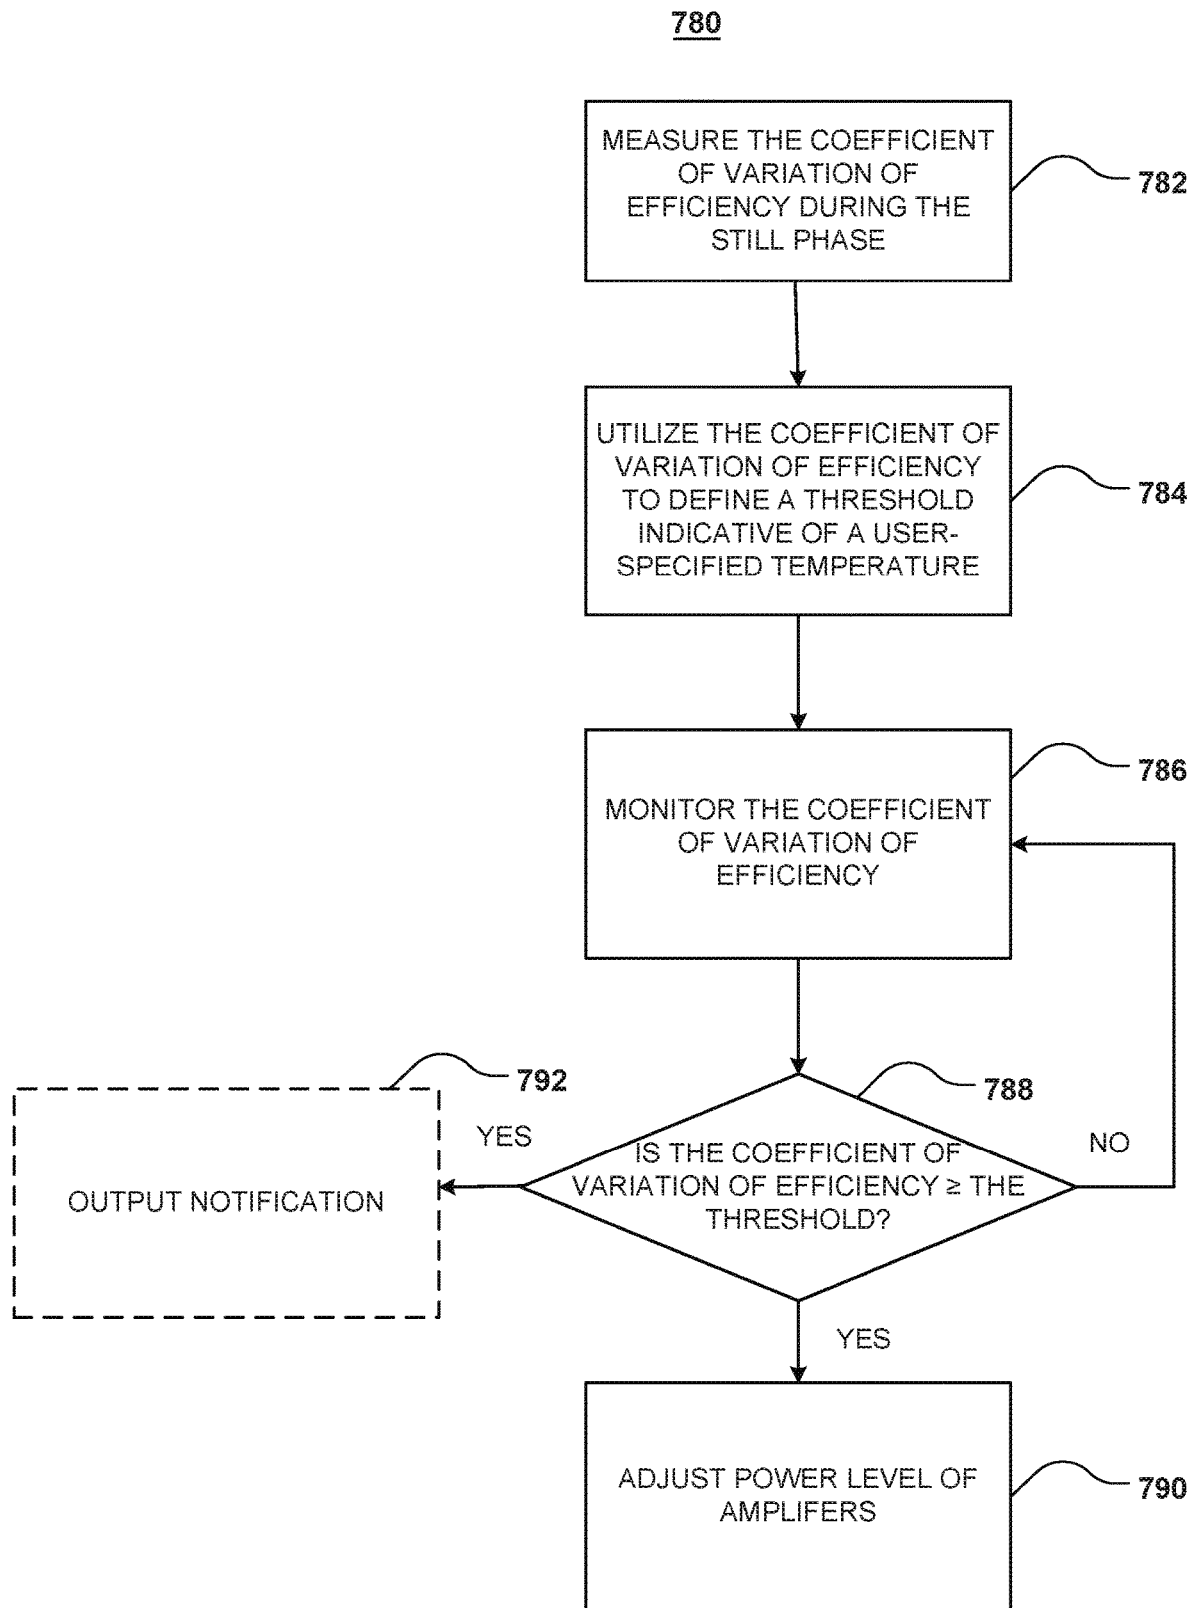 780
MEASURE THE COEFFICIENT
OF VARIATION OF
EFFICIENCY DURING THE
STILL PHASE
782
UTILIZE THE COEFFICIENT OF
VARIATION OF EFFICIENCY
TO DEFINE A THRESHOLD
INDICATIVE OF A USER-
SPECIFIED TEMPERATURE
784
MONITOR THE COEFFICIENT
OF VARIATION OF
EFFICIENCY
786
IS THE COEFFICIENT OF
VARIATION OF EFFICIENCY ≥ THE
THRESHOLD?
788
NO
YES
OUTPUT NOTIFICATION
792
YES
ADJUST POWER LEVEL OF
AMPLIFERS
790